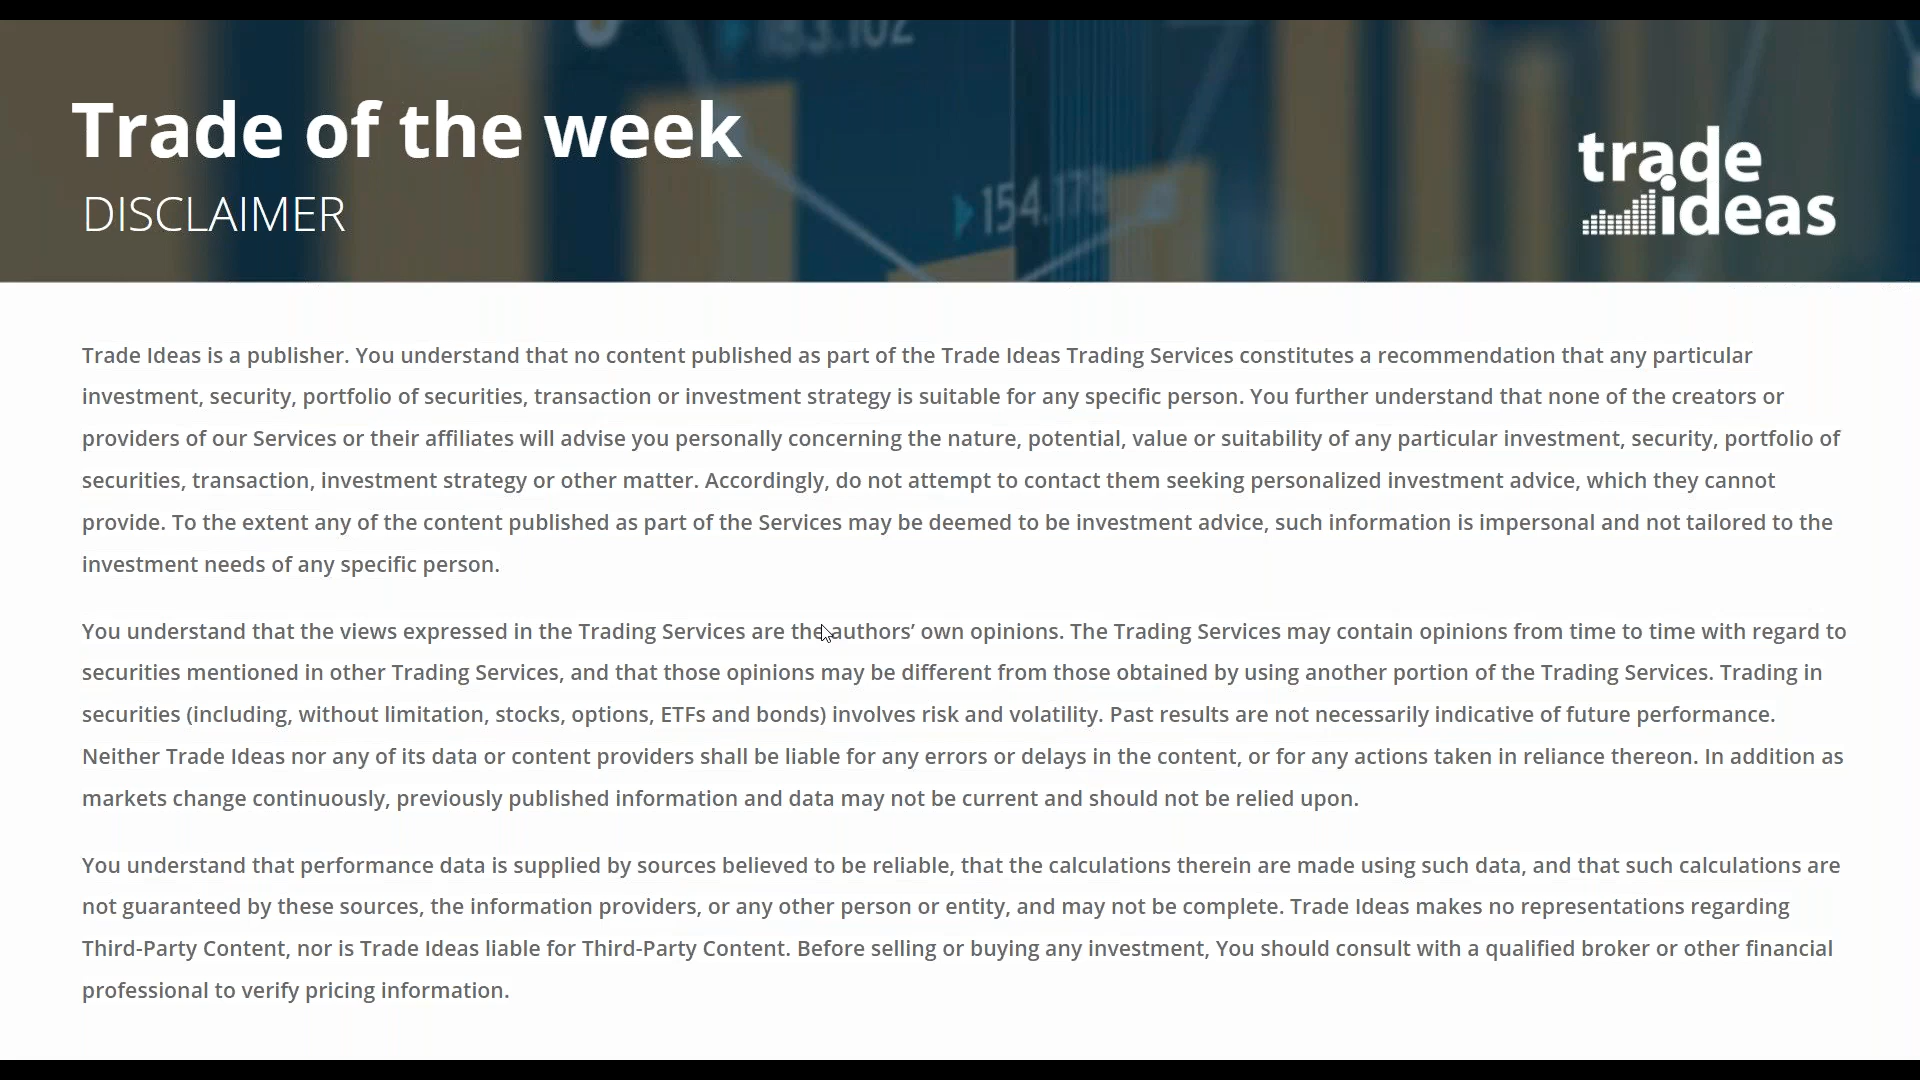 183.102
Trade of the week
154.178
DISCLAIMER
trade
ideas
Trade Ideas is a publisher. You understand that no content published as part of the Trade Ideas Trading Services constitutes a recommendation that any particular
investment, security, portfolio of securities, transaction or investment strategy is suitable for any specific person. You further understand that none of the creators or
providers of our Services or their affiliates will advise you personally concerning the nature, potential, value or suitability of any particular investment, security, portfolio of
securities, transaction, investment strategy or other matter. Accordingly, do not attempt to contact them seeking personalized investment advice, which they cannot
provide. To the extent any of the content published as part of the Services may be deemed to be investment advice, such information is impersonal and not tailored to the
investment needs of any specific person.
You understand that the views expressed in the Trading Services are the authors’ own opinions. The Trading Services may contain opinions from time to time with regard to
securities mentioned in other Trading Services, and that those opinions may be different from those obtained by using another portion of the Trading Services. Trading in
securities (including, without limitation, stocks, options, ETFs and bonds) involves risk and volatility. Past results are not necessarily indicative of future performance.
Neither Trade Ideas nor any of its data or content providers shall be liable for any errors or delays in the content, or for any actions taken in reliance thereon. In addition as
markets change continuously, previously published information and data may not be current and should not be relied upon.
You understand that performance data is supplied by sources believed to be reliable, that the calculations therein are made using such data, and that such calculations are
not guaranteed by these sources, the information providers, or any other person or entity, and may not be complete. Trade Ideas makes no representations regarding
Third-Party Content, nor is Trade Ideas liable for Third-Party Content. Before selling or buying any investment, You should consult with a qualified broker or other financial
professional to verify pricing information.